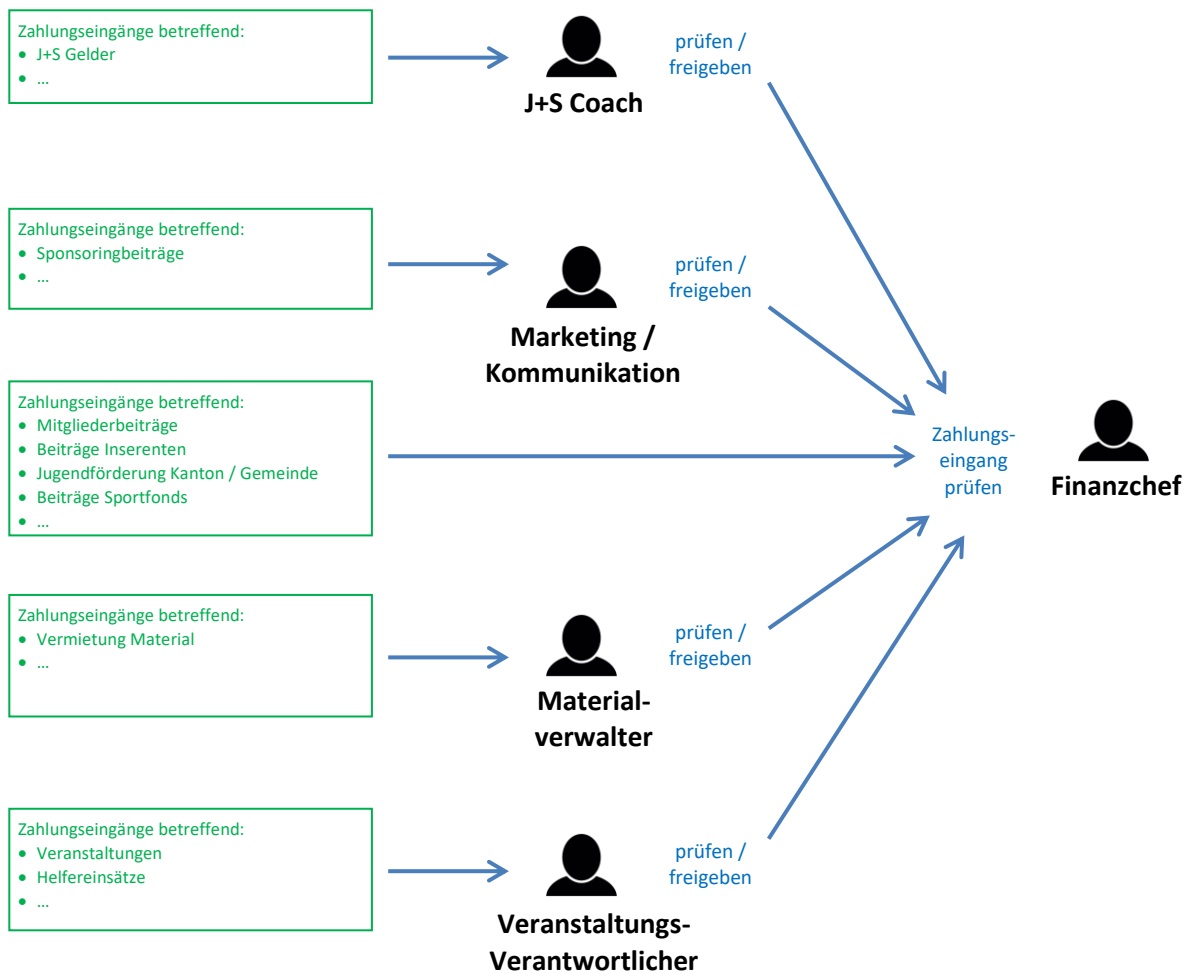 Zahlungseingänge betreffend:
• J+S Gelder
• ...
J+S Coach
prüfen /
freigeben
Zahlungseingänge betreffend:
• Sponsoringbeiträge
• ...
Marketing /
Kommunikation
prüfen /
freigeben
Zahlungseingänge betreffend:
• Mitgliederbeiträge
• Beiträge Inserenten
• Jugendförderung Kanton / Gemeinde
• Beiträge Sportfonds
• ...
Zahlungs-
eingang
prüfen
Finanzchef
Zahlungseingänge betreffend:
• Vermietung Material
• ...
Material-
verwalter
prüfen /
freigeben
Zahlungseingänge betreffend:
• Veranstaltungen
• Helfereinsätze
• ...
Veranstaltungs-
Verantwortlicher
prüfen /
freigeben